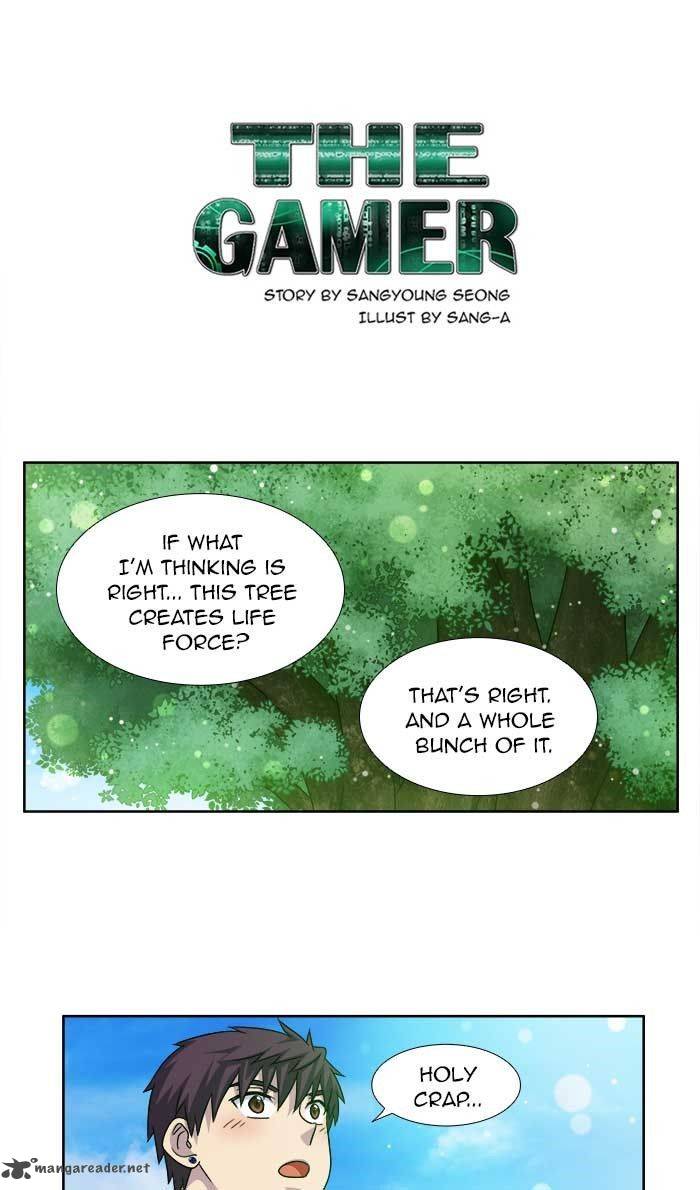 THE
GAMER
STORY BY SANGYOUNG SEONG
ILLUST BY SANG-A
IF WHAT
I'M THINKING IS
RIGHT... THIS TREE
CREATES LIFE
FORCE?
THAT'S RIGHT.
AND A WHOLE
BUNCH OF IT.
HOLY
CRAP...
mangareader.net